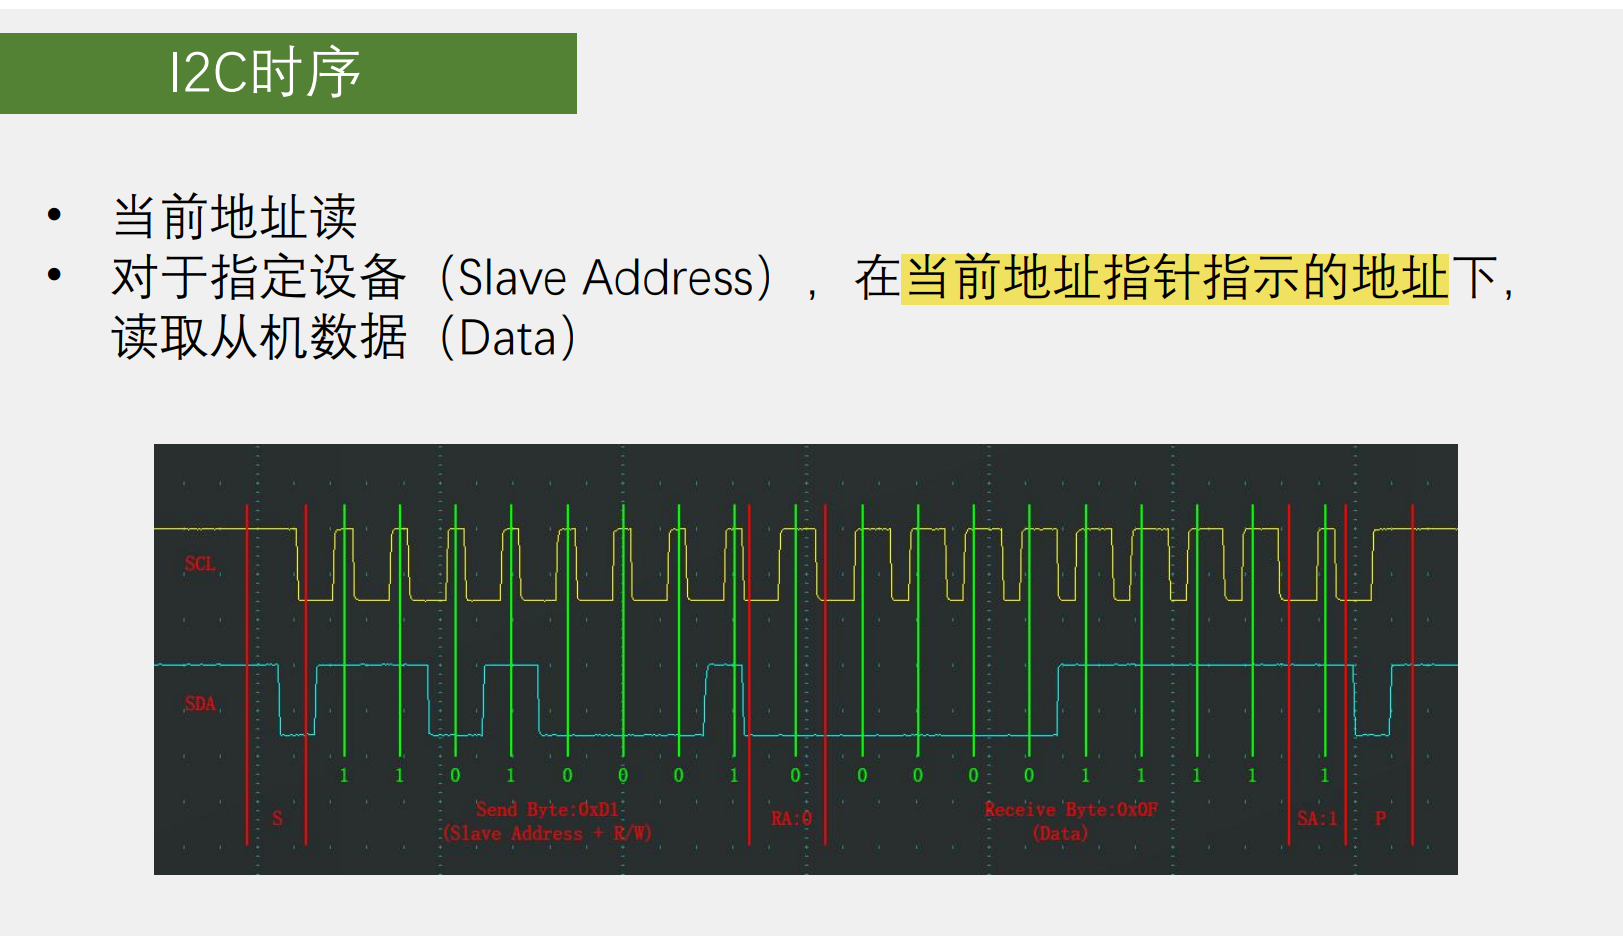 I2C时序
• 当前地址读
• 对于指定设备（Slave Address），在当前地址指针指示的地址下，
读取从机数据（Data）
SCL
SDA
1 1 0 1 0 0 0 1 0 0 0 0 0 1 1 1 1 1
S Send Byte:0xD1 RA:0 Receive Byte:0x0F SA:1 P
(Slave Address + R/W) (Data)